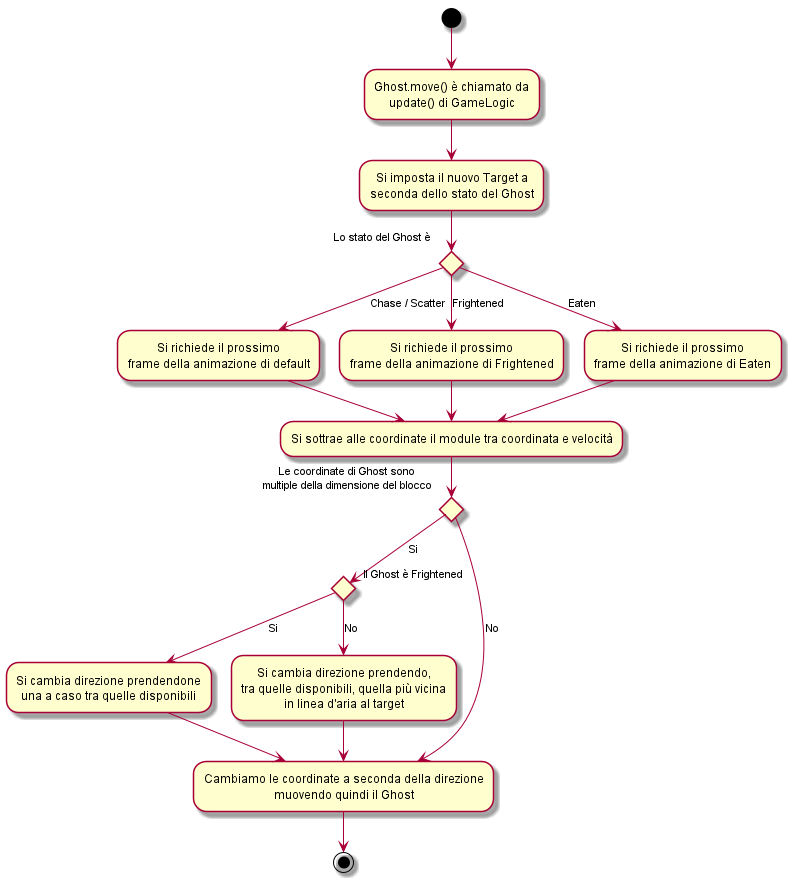 Ghost.move() è chiamato da
update() di GameLogic
Si imposta il nuovo Target a
seconda dello stato del Ghost
Lo stato del Ghost è
Chase / Scatter
Frightened
Eaten
Si richiede il prossimo
frame della animazione di default
Si richiede il prossimo
frame della animazione di Frightened
Si richiede il prossimo
frame della animazione di Eaten
Si sottrae alle coordinate il module tra coordinata e velocità
Le coordinate di Ghost sono
multiple della dimensione del blocco
Si
Il Ghost è Frightened
Si
No
No
Si cambia direzione prendendone
una a caso tra quelle disponibili
Si cambia direzione prendendo,
tra quelle disponibili, quella più vicina
in linea d'aria al target
Cambiamo le coordinate a seconda della direzione
muovendo quindi il Ghost